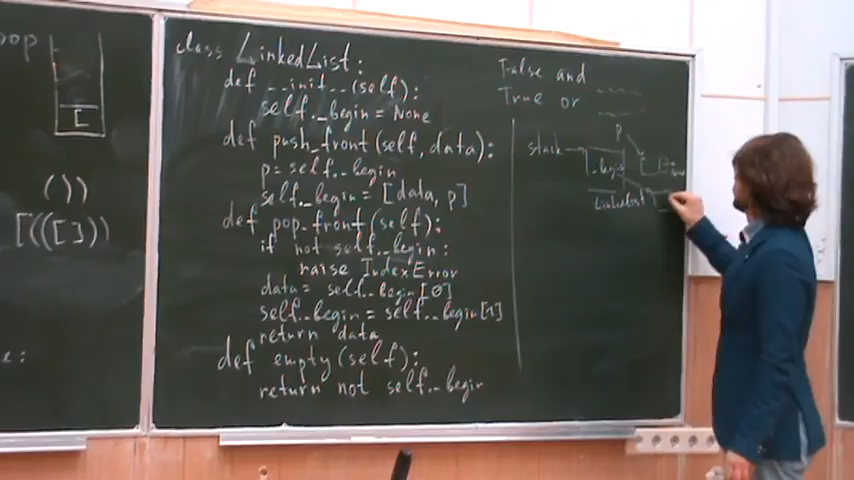 pop
())
[(([]))
e:
class LinkedList:
def __init__(self):
self._begin = None
def push_front(self, data):
p = self._begin
self._begin = [data, p]
def pop_front(self):
if not self._begin:
raise IndexError
data = self._begin[0]
self._begin = self._begin[1]
return data
def empty(self):
return not self._begin
False and
True or
p
stack
_begin
LinkedList